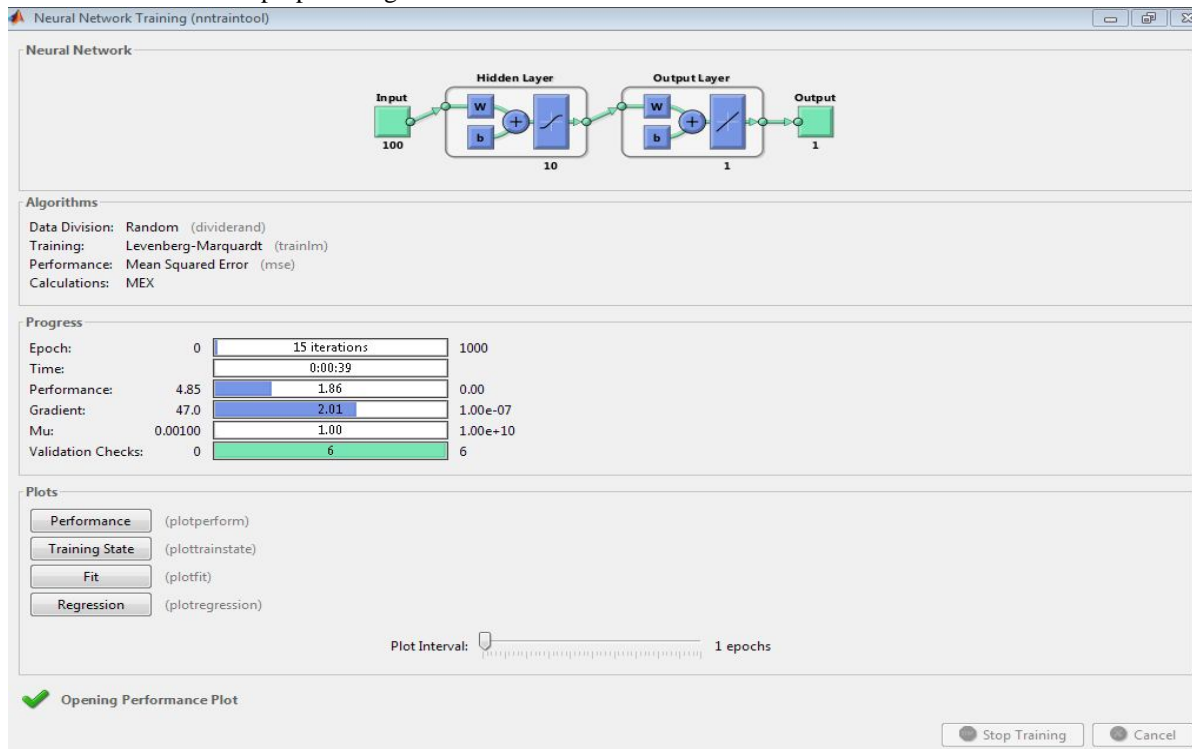 Neural Network Training (nntraintool)
Neural Network
Hidden Layer Output Layer
Input Output
W W
+ +
b b
100 1
10 1
Algorithms
Data Division: Random (dividerand)
Training: Levenberg-Marquardt (trainlm)
Performance: Mean Squared Error (mse)
Calculations: MEX
Progress
Epoch: 0 15 iterations 1000
Time: 0:00:39
Performance: 4.85 1.86 0.00
Gradient: 47.0 2.01 1.00e-07
Mu: 0.00100 1.00 1.00e+10
Validation Checks: 0 6 6
Plots
Performance (plotperform)
Training State (plottrainstate)
Fit (plotfit)
Regression (plotregression)
Plot Interval: 1 epochs
Opening Performance Plot
Stop Training Cancel